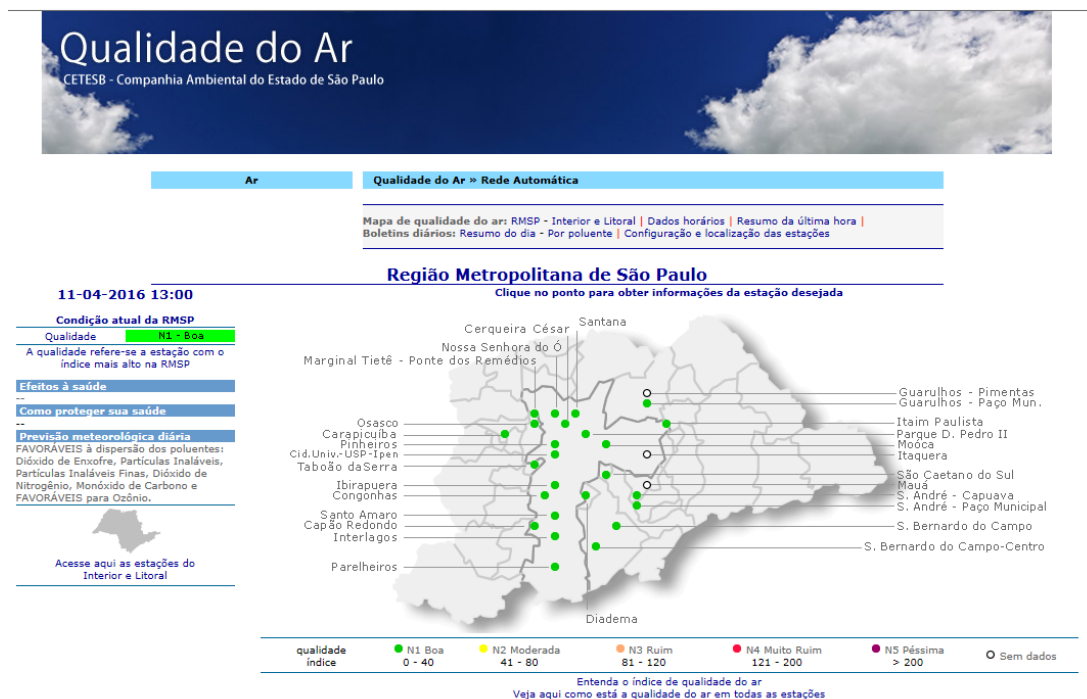 Qualidade do Ar
CETESB - Companhia Ambiental do Estado de São Paulo
Ar
Qualidade do Ar » Rede Automática
Mapa de qualidade do ar: RMSP - Interior e Litoral | Dados horários | Resumo da última hora |
Boletins diários: Resumo do dia - Por poluente | Configuração e localização das estações
Região Metropolitana de São Paulo
11-04-2016 13:00
Clique no ponto para obter informações da estação desejada
Condição atual da RMSP
Qualidade N1 - Boa
A qualidade refere-se a estação com o
índice mais alto na RMSP
Efeitos à saúde
--
Como proteger sua saúde
--
Previsão meteorológica diária
FAVORÁVEIS à dispersão dos poluentes:
Dióxido de Enxofre, Partículas Inaláveis,
Partículas Inaláveis Finas, Dióxido de
Nitrogênio, Monóxido de Carbono e
FAVORÁVEIS para Ozônio.
Acesse aqui as estações do
Interior e Litoral
Santana
Cerqueira César
Nossa Senhora do Ó
Marginal Tietê - Ponte dos Remédios
Osasco
Carapicuíba
Pinheiros
Cid.Univ.-USP-Ipen
Taboão daSerra
Ibirapuera
Congonhas
Santo Amaro
Capão Redondo
Interlagos
Parelheiros
Guarulhos - Pimentas
Guarulhos - Paço Mun.
Itaim Paulista
Parque D. Pedro II
Moóca
Itaquera
São Caetano do Sul
Mauá
S. André - Capuava
S. André - Paço Municipal
S. Bernardo do Campo
S. Bernardo do Campo-Centro
Diadema
qualidade N1 Boa N2 Moderada N3 Ruim N4 Muito Ruim N5 Péssima Sem dados
índice 0 - 40 41 - 80 81 - 120 121 - 200 > 200
Entenda o índice de qualidade do ar
Veja aqui como está a qualidade do ar em todas as estações